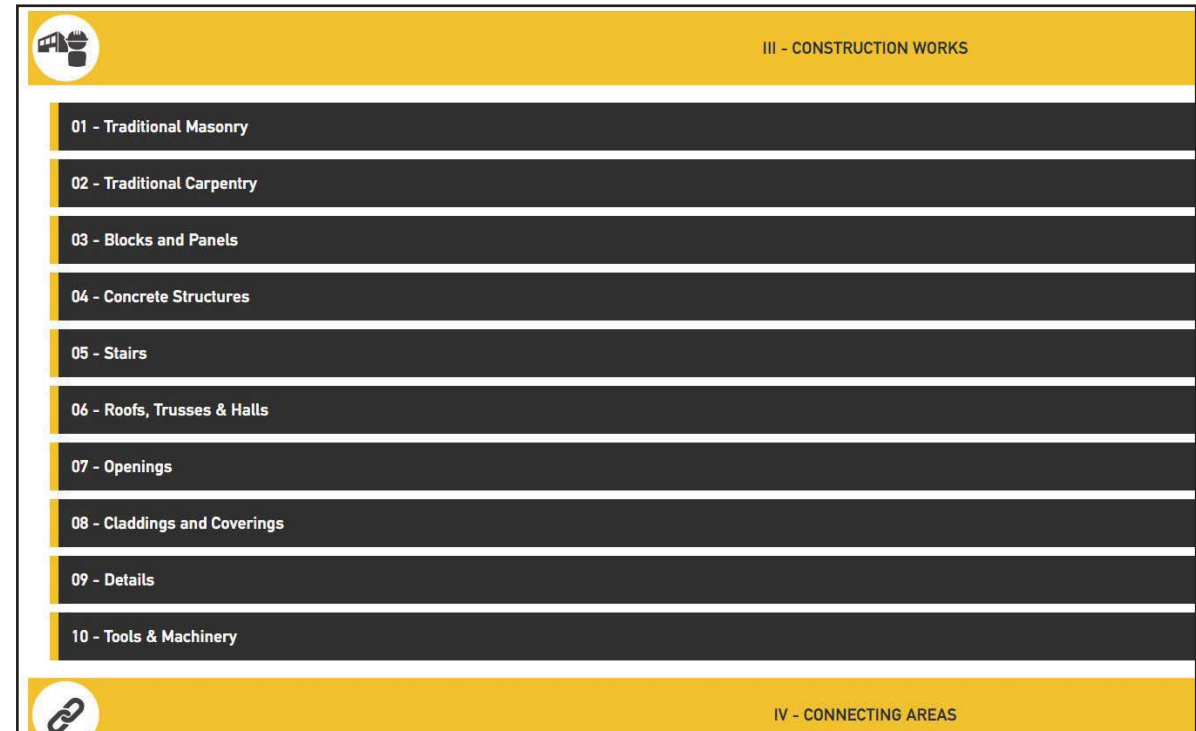 III - CONSTRUCTION WORKS
01 - Traditional Masonry
02 - Traditional Carpentry
03 - Blocks and Panels
04 - Concrete Structures
05 - Stairs
06 - Roofs, Trusses & Halls
07 - Openings
08 - Claddings and Coverings
09 - Details
10 - Tools & Machinery
IV - CONNECTING AREAS